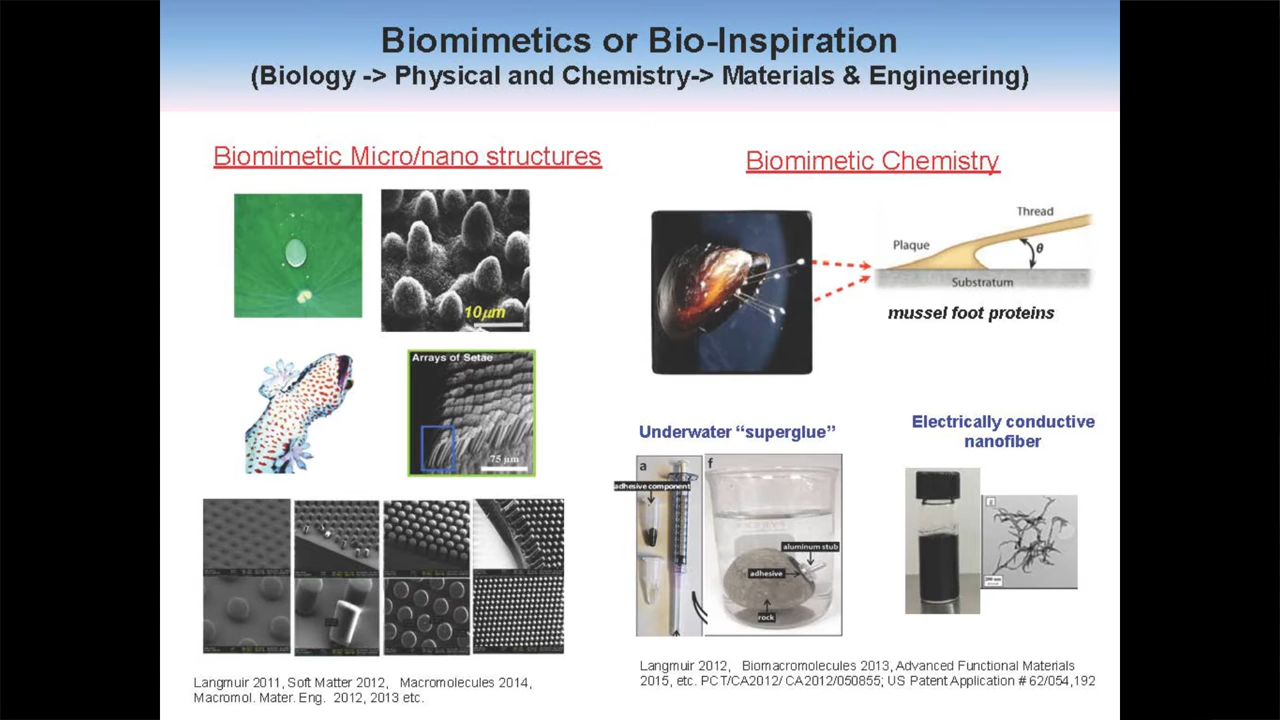 Biomimetics or Bio-Inspiration
(Biology -> Physical and Chemistry-> Materials & Engineering)
Biomimetic Micro/nano structures
10μm
Arrays of Setae
75 μm
Langmuir 2011, Soft Matter 2012, Macromolecules 2014,
Macromol. Mater. Eng. 2012, 2013 etc.
Biomimetic Chemistry
Thread
Plaque
θ
Substratum
mussel foot proteins
Underwater “superglue”
a
adhesive component
f
aluminum stub
adhesive
rock
Electrically conductive
nanofiber
200 nm
Langmuir 2012, Biomacromolecules 2013, Advanced Functional Materials
2015, etc. PCT/CA2012/ CA2012/050855; US Patent Application # 62/054,192